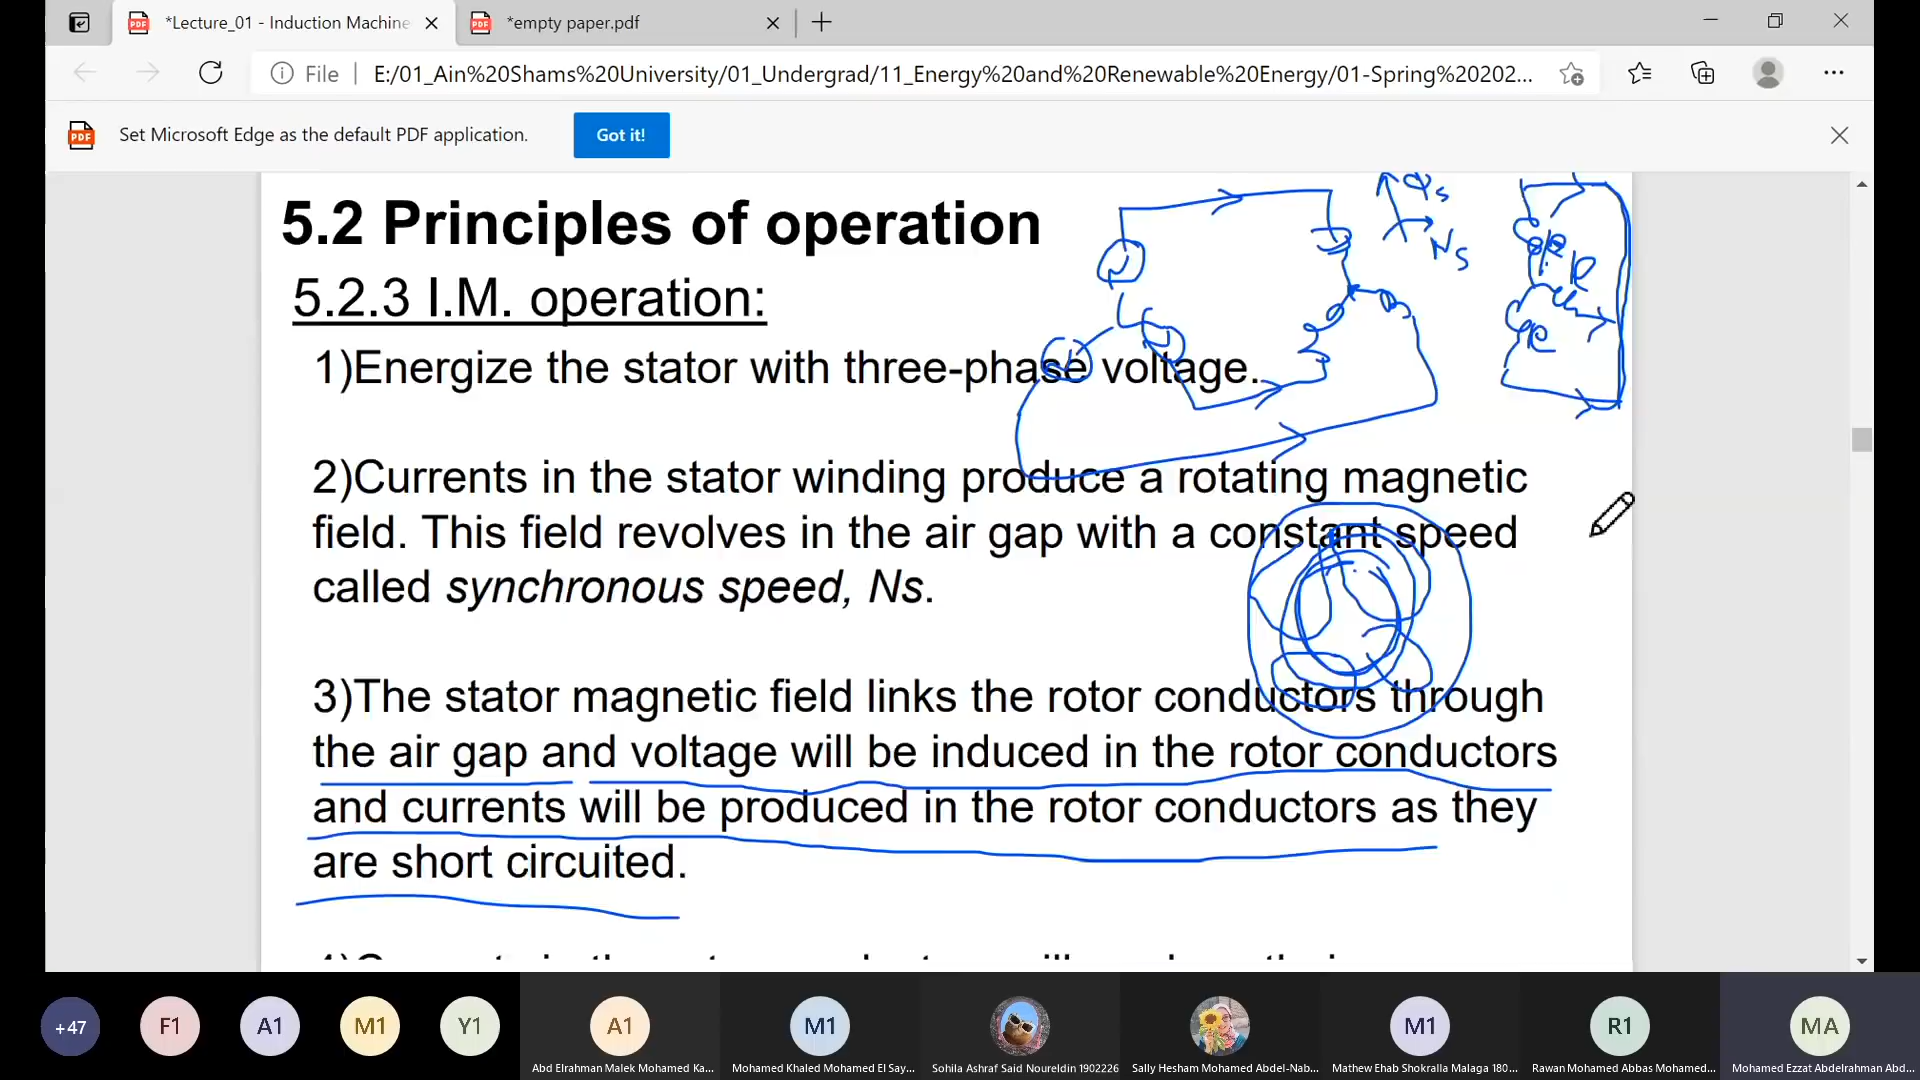 *Lecture_01 - Induction Machine
*empty paper.pdf
File
E:/01_Ain%20Shams%20University/01_Undergrad/11_Energy%20and%20Renewable%20Energy/01-Spring%20202...
PDF
Set Microsoft Edge as the default PDF application.
Got it!
5.2 Principles of operation
5.2.3 I.M. operation:
Φs
Ns
1)Energize the stator with three-phase voltage.
2)Currents in the stator winding produce a rotating magnetic
field. This field revolves in the air gap with a constant speed
called synchronous speed, Ns.
3)The stator magnetic field links the rotor conductors through
the air gap and voltage will be induced in the rotor conductors
and currents will be produced in the rotor conductors as they
are short circuited.
+47
F1
A1
M1
Y1
A1
M1
M1
R1
MA
Abd Elrahman Malek Mohamed Ka...
Mohamed Khaled Mohamed El Say...
Sohila Ashraf Said Noureldin 1902226
Sally Hesham Mohamed Abdel-Nab...
Mathew Ehab Shokralla Malaga 180...
Rawan Mohamed Abbas Mohamed...
Mohamed Ezzat Abdelrahman Abd...